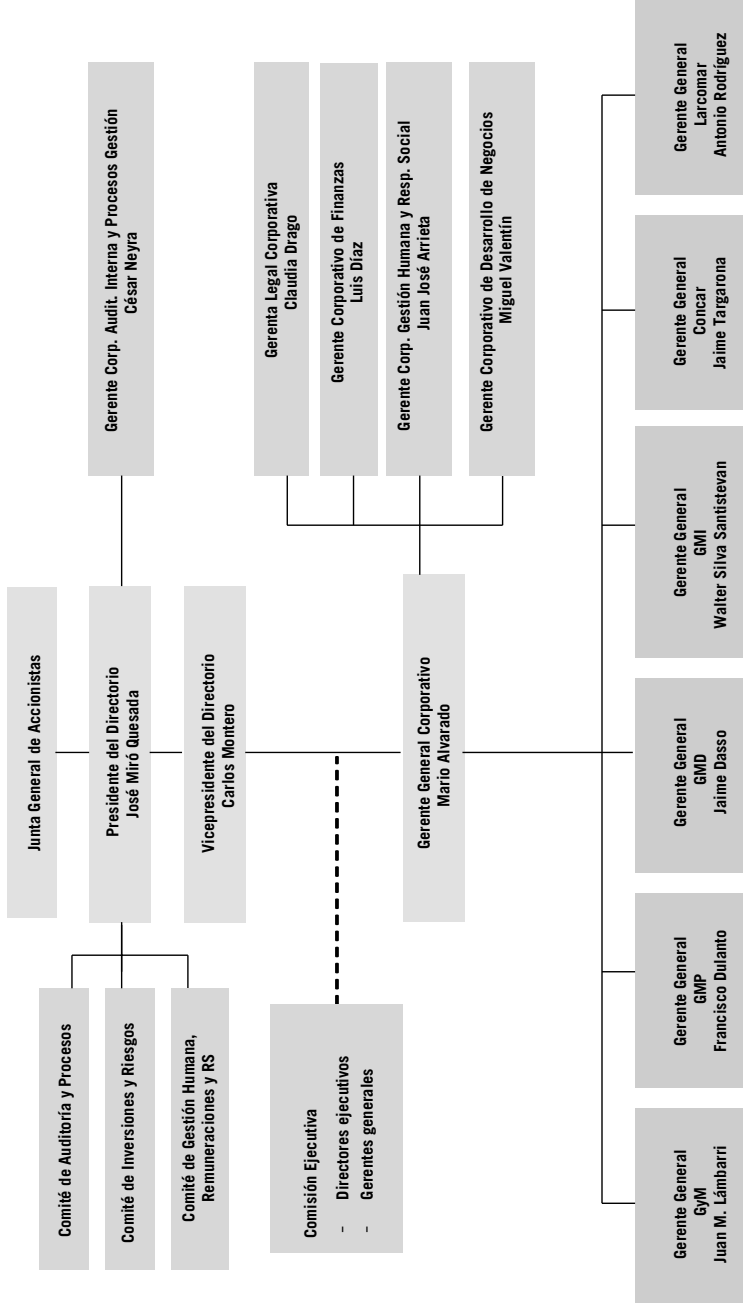 Junta General de Accionistas
Presidente del Directorio
José Miró Quesada
Vicepresidente del Directorio
Carlos Montero
Gerente Corp. Audit. Interna y Procesos Gestión
César Neyra
Comité de Auditoría y Procesos
Comité de Inversiones y Riesgos
Comité de Gestión Humana,
Remuneraciones y RS
Comisión Ejecutiva
– Directores ejecutivos
– Gerentes generales
Gerente General Corporativo
Mario Alvarado
Gerenta Legal Corporativa
Claudia Drago
Gerente Corporativo de Finanzas
Luis Díaz
Gerente Corp. Gestión Humana y Resp. Social
Juan José Arrieta
Gerente Corporativo de Desarrollo de Negocios
Miguel Valentín
Gerente General
GyM
Juan M. Lámbarri
Gerente General
GMP
Francisco Dulanto
Gerente General
GMD
Jaime Dasso
Gerente General
GMI
Walter Silva Santistevan
Gerente General
Concar
Jaime Targarona
Gerente General
Larcomar
Antonio Rodríguez